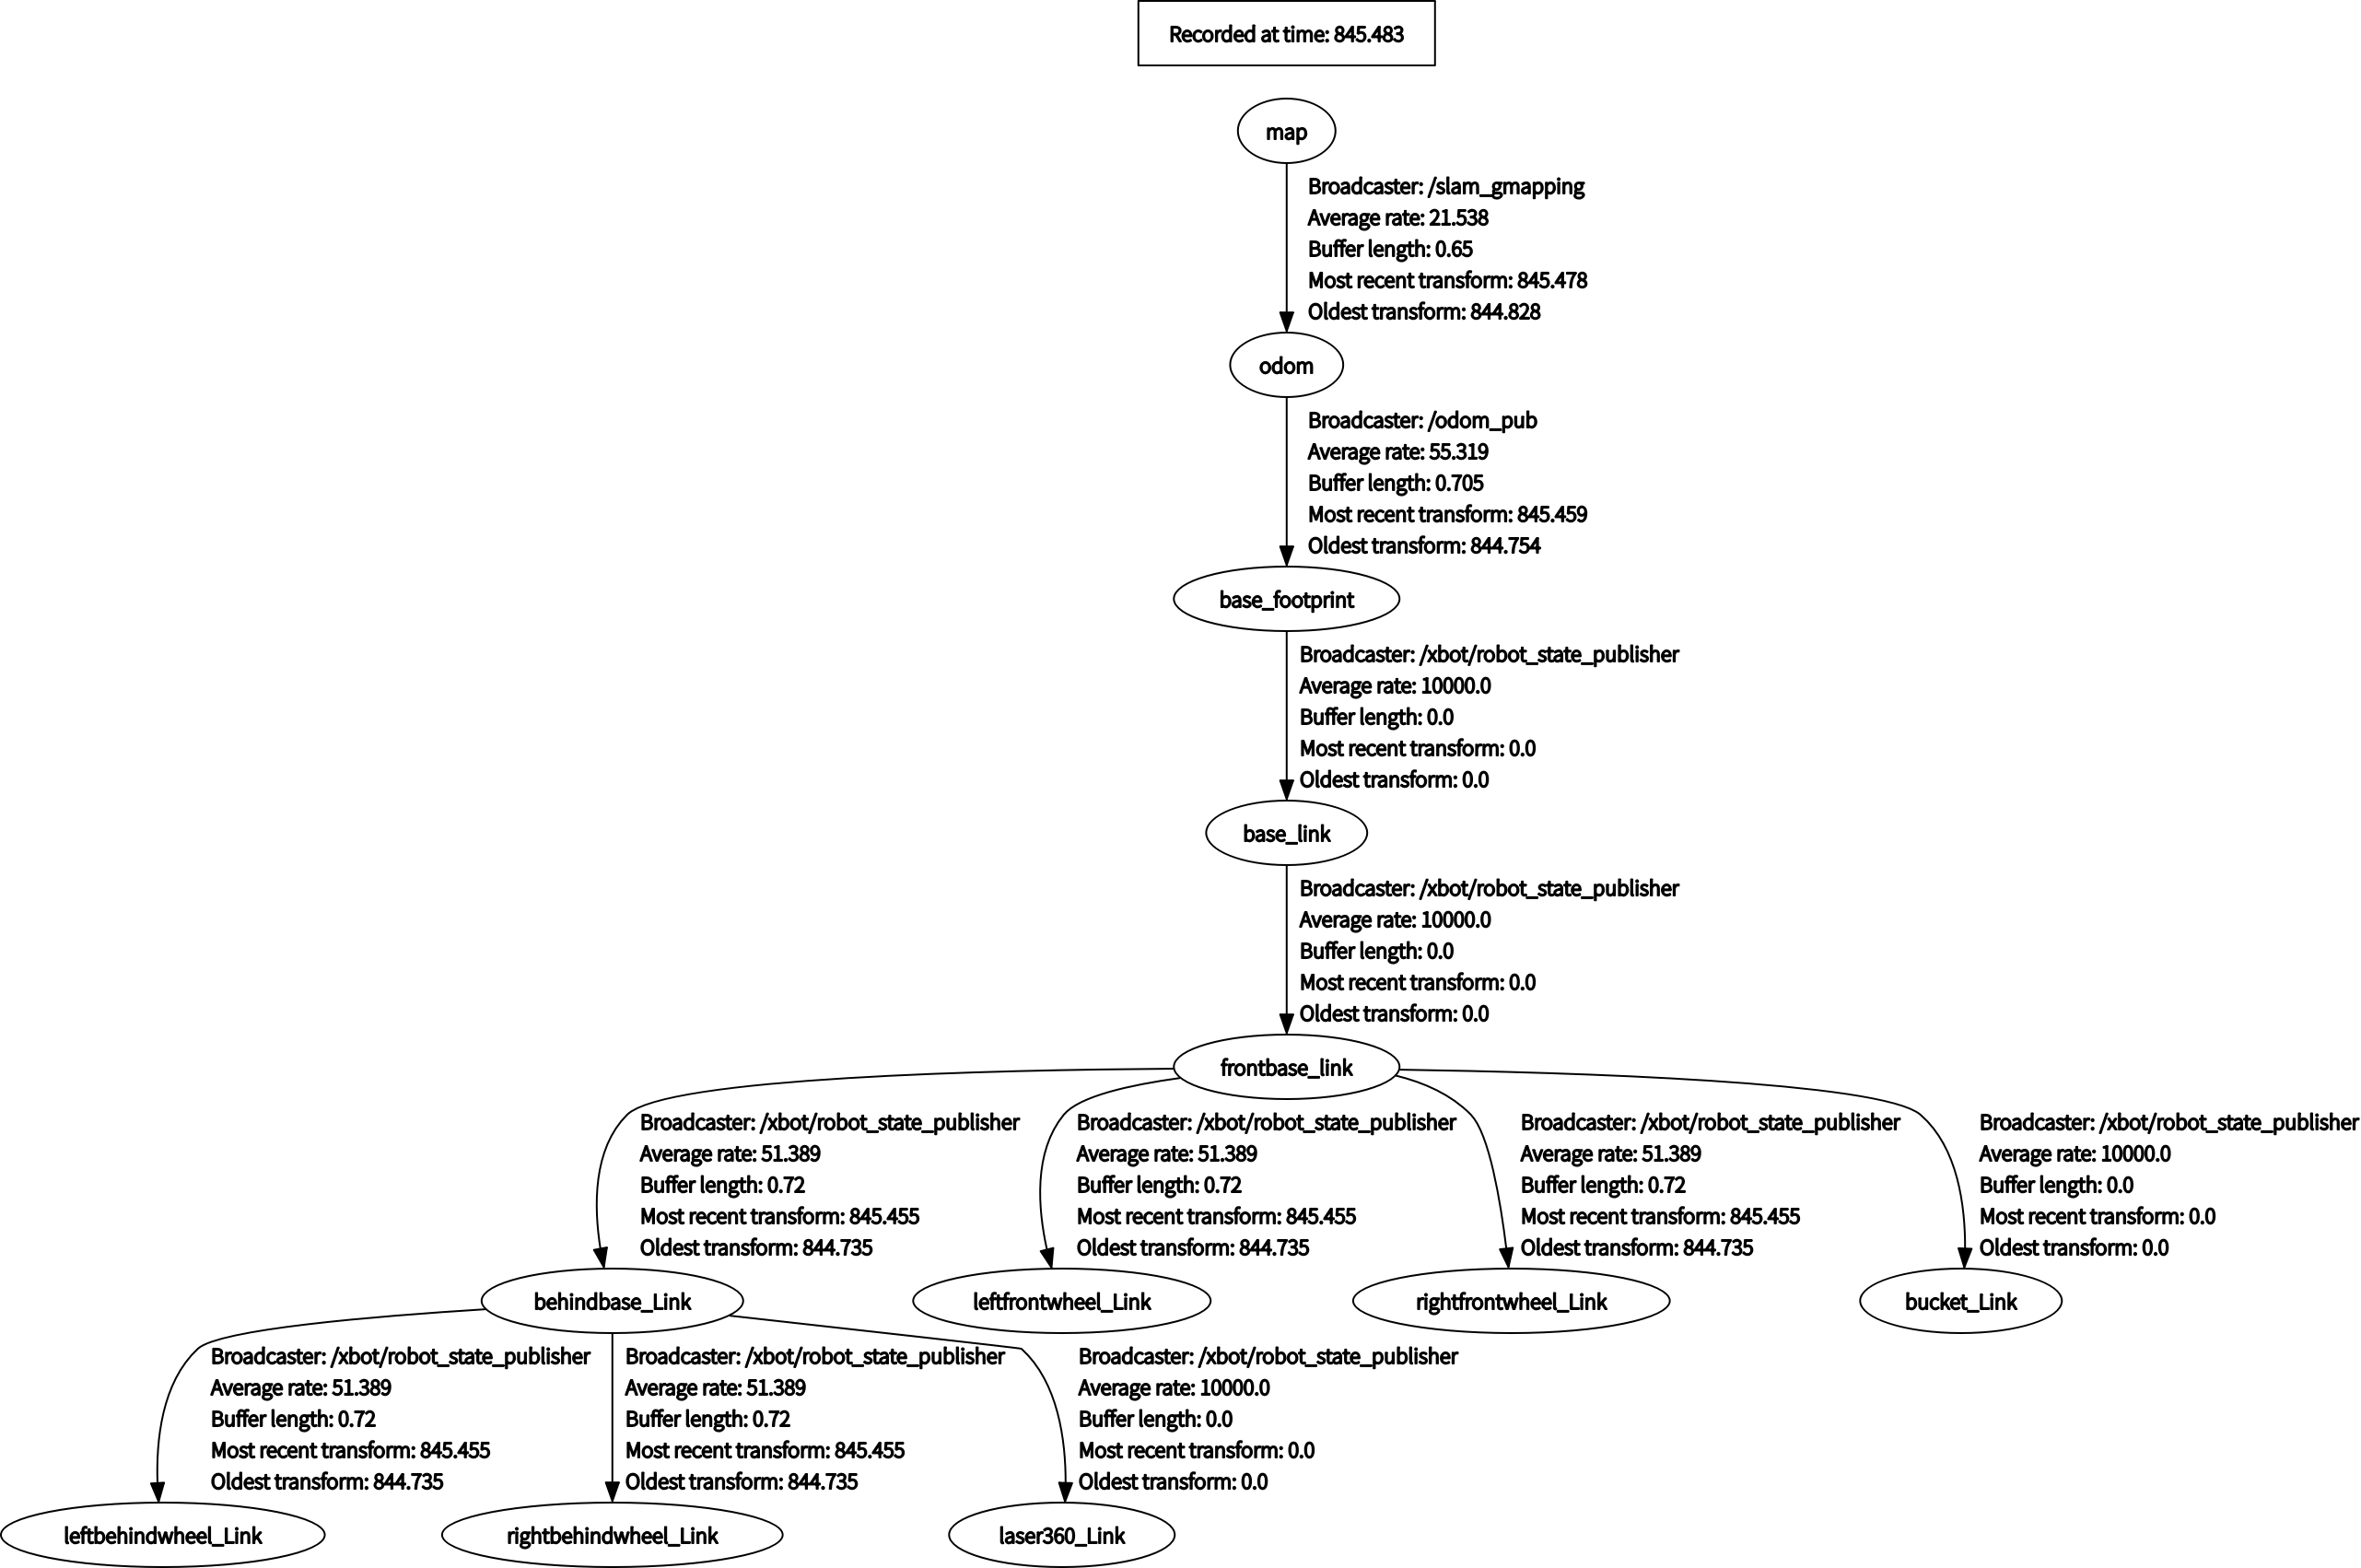 Recorded at time: 845.483
map
Broadcaster: /slam_gmapping
Average rate: 21.538
Buffer length: 0.65
Most recent transform: 845.478
Oldest transform: 844.828
odom
Broadcaster: /odom_pub
Average rate: 55.319
Buffer length: 0.705
Most recent transform: 845.459
Oldest transform: 844.754
base_footprint
Broadcaster: /xbot/robot_state_publisher
Average rate: 10000.0
Buffer length: 0.0
Most recent transform: 0.0
Oldest transform: 0.0
base_link
Broadcaster: /xbot/robot_state_publisher
Average rate: 10000.0
Buffer length: 0.0
Most recent transform: 0.0
Oldest transform: 0.0
frontbase_link
Broadcaster: /xbot/robot_state_publisher
Average rate: 51.389
Buffer length: 0.72
Most recent transform: 845.455
Oldest transform: 844.735
Broadcaster: /xbot/robot_state_publisher
Average rate: 51.389
Buffer length: 0.72
Most recent transform: 845.455
Oldest transform: 844.735
Broadcaster: /xbot/robot_state_publisher
Average rate: 51.389
Buffer length: 0.72
Most recent transform: 845.455
Oldest transform: 844.735
Broadcaster: /xbot/robot_state_publisher
Average rate: 10000.0
Buffer length: 0.0
Most recent transform: 0.0
Oldest transform: 0.0
behindbase_Link
leftfrontwheel_Link
rightfrontwheel_Link
bucket_Link
Broadcaster: /xbot/robot_state_publisher
Average rate: 51.389
Buffer length: 0.72
Most recent transform: 845.455
Oldest transform: 844.735
Broadcaster: /xbot/robot_state_publisher
Average rate: 51.389
Buffer length: 0.72
Most recent transform: 845.455
Oldest transform: 844.735
Broadcaster: /xbot/robot_state_publisher
Average rate: 10000.0
Buffer length: 0.0
Most recent transform: 0.0
Oldest transform: 0.0
leftbehindwheel_Link
rightbehindwheel_Link
laser360_Link